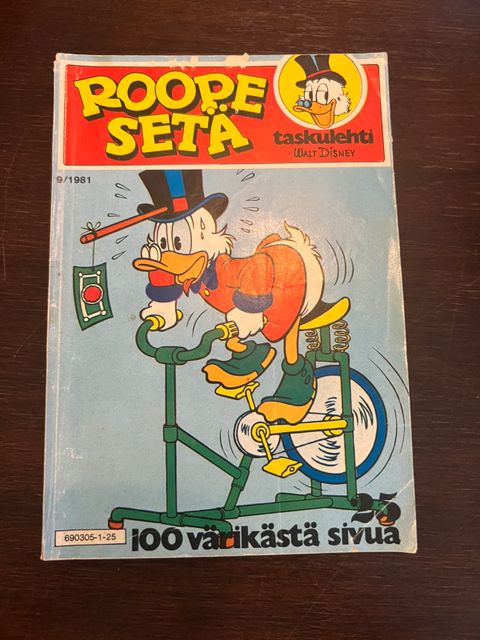 ROOPE
SETÄ
taskulehti
WALT DISNEY
9/1981
25
100 värikästä sivua
690305-1-25